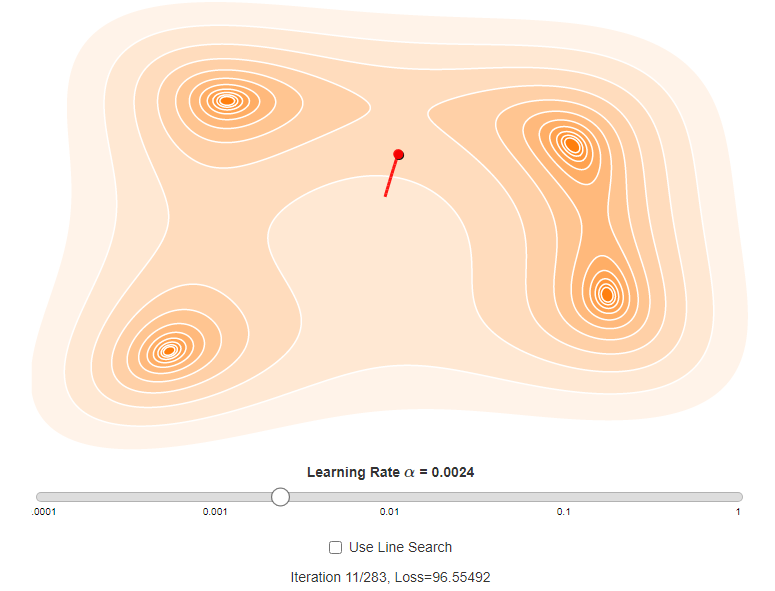 Learning Rate α = 0.0024
.0001 0.001 0.01 0.1 1
Use Line Search
Iteration 11/283, Loss=96.55492